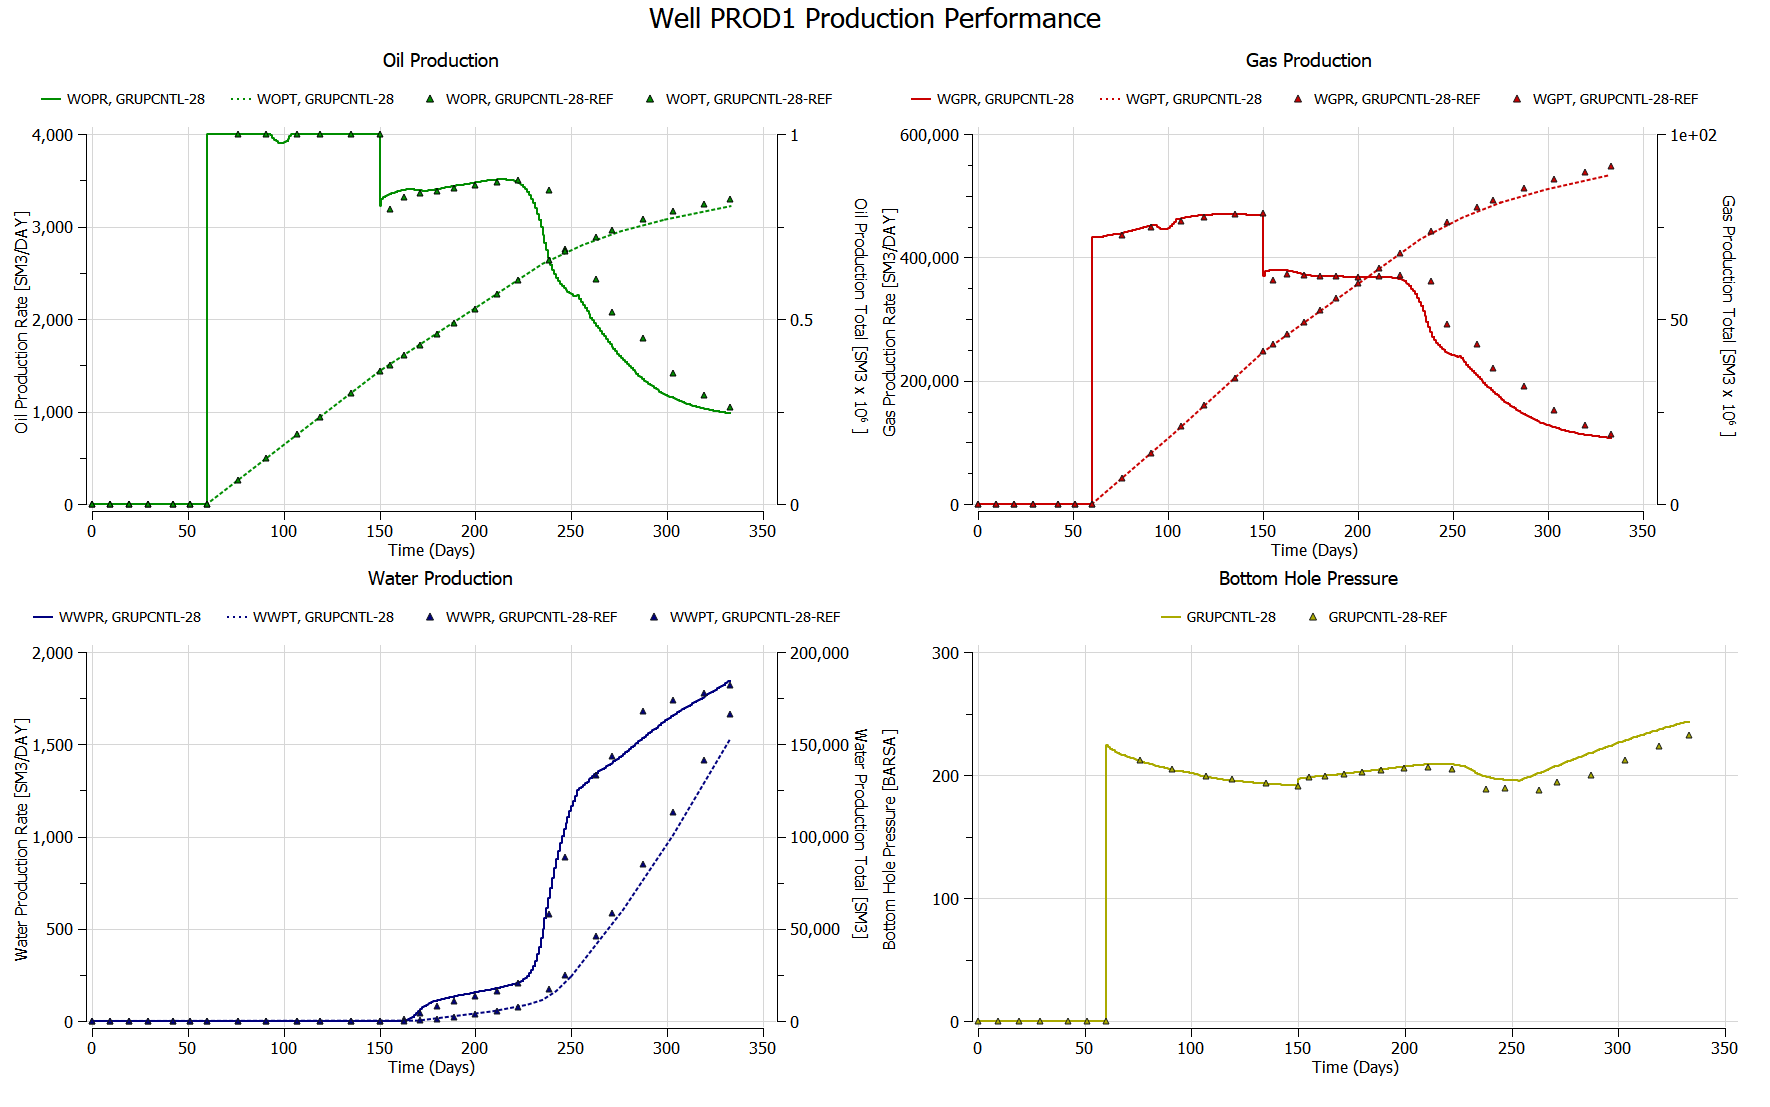 Well PROD1 Production Performance
Oil Production
WOPR, GRUPCNTL-28 WOPT, GRUPCNTL-28 WOPR, GRUPCNTL-28-REF WOPT, GRUPCNTL-28-REF
4,000
3,000
2,000
1,000
0
Oil Production Rate [SM3/DAY]
1
0.5
0
Oil Production Total [SM3 x 10⁶ ]
0 50 100 150 200 250 300 350
Time (Days)
Gas Production
WGPR, GRUPCNTL-28 WGPT, GRUPCNTL-28 WGPR, GRUPCNTL-28-REF WGPT, GRUPCNTL-28-REF
600,000
400,000
200,000
0
Gas Production Rate [SM3/DAY]
1e+02
50
0
Gas Production Total [SM3 x 10⁶ ]
0 50 100 150 200 250 300 350
Time (Days)
Water Production
WWPR, GRUPCNTL-28 WWPT, GRUPCNTL-28 WWPR, GRUPCNTL-28-REF WWPT, GRUPCNTL-28-REF
2,000
1,500
1,000
500
0
Water Production Rate [SM3/DAY]
200,000
150,000
100,000
50,000
0
Water Production Total [SM3]
0 50 100 150 200 250 300 350
Time (Days)
Bottom Hole Pressure
GRUPCNTL-28 GRUPCNTL-28-REF
300
200
100
0
Bottom Hole Pressure [BARSA]
0 50 100 150 200 250 300 350
Time (Days)